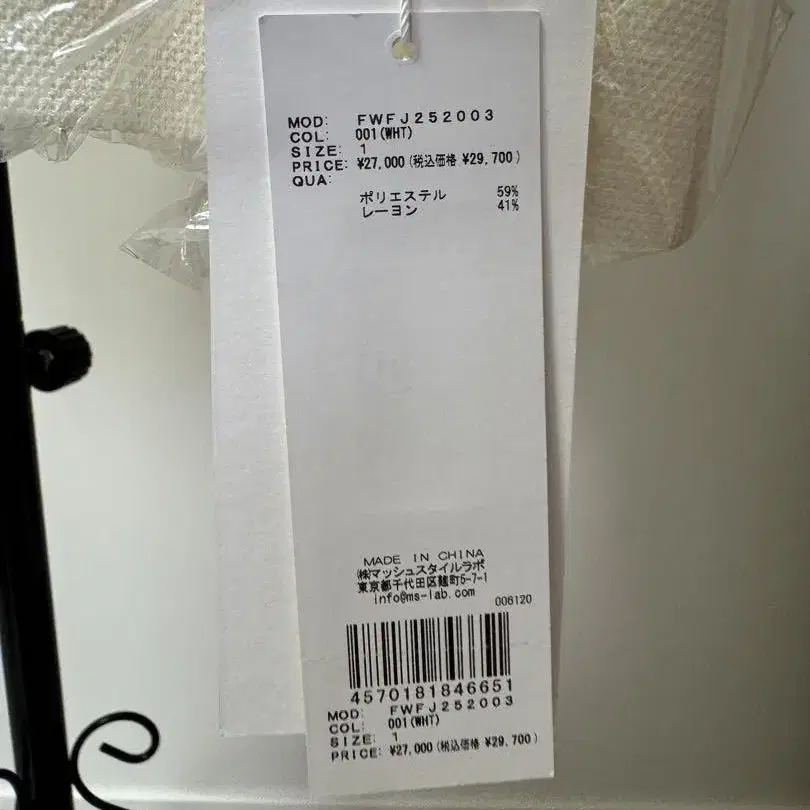 MOD: FWFJ252003
COL: 001(WHT)
SIZE: 1
PRICE: ¥27,000(税込価格 ¥29,700)
QUA:
ポリエステル 59%
レーヨン 41%
MADE IN CHINA
㈱マッシュスタイルラボ
東京都千代田区麹町5-7-1
info@ms-lab.com
006120
4570181846651
MOD: FWFJ252003
COL: 001(WHT)
SIZE: 1
PRICE: ¥27,000(税込価格 ¥29,700)